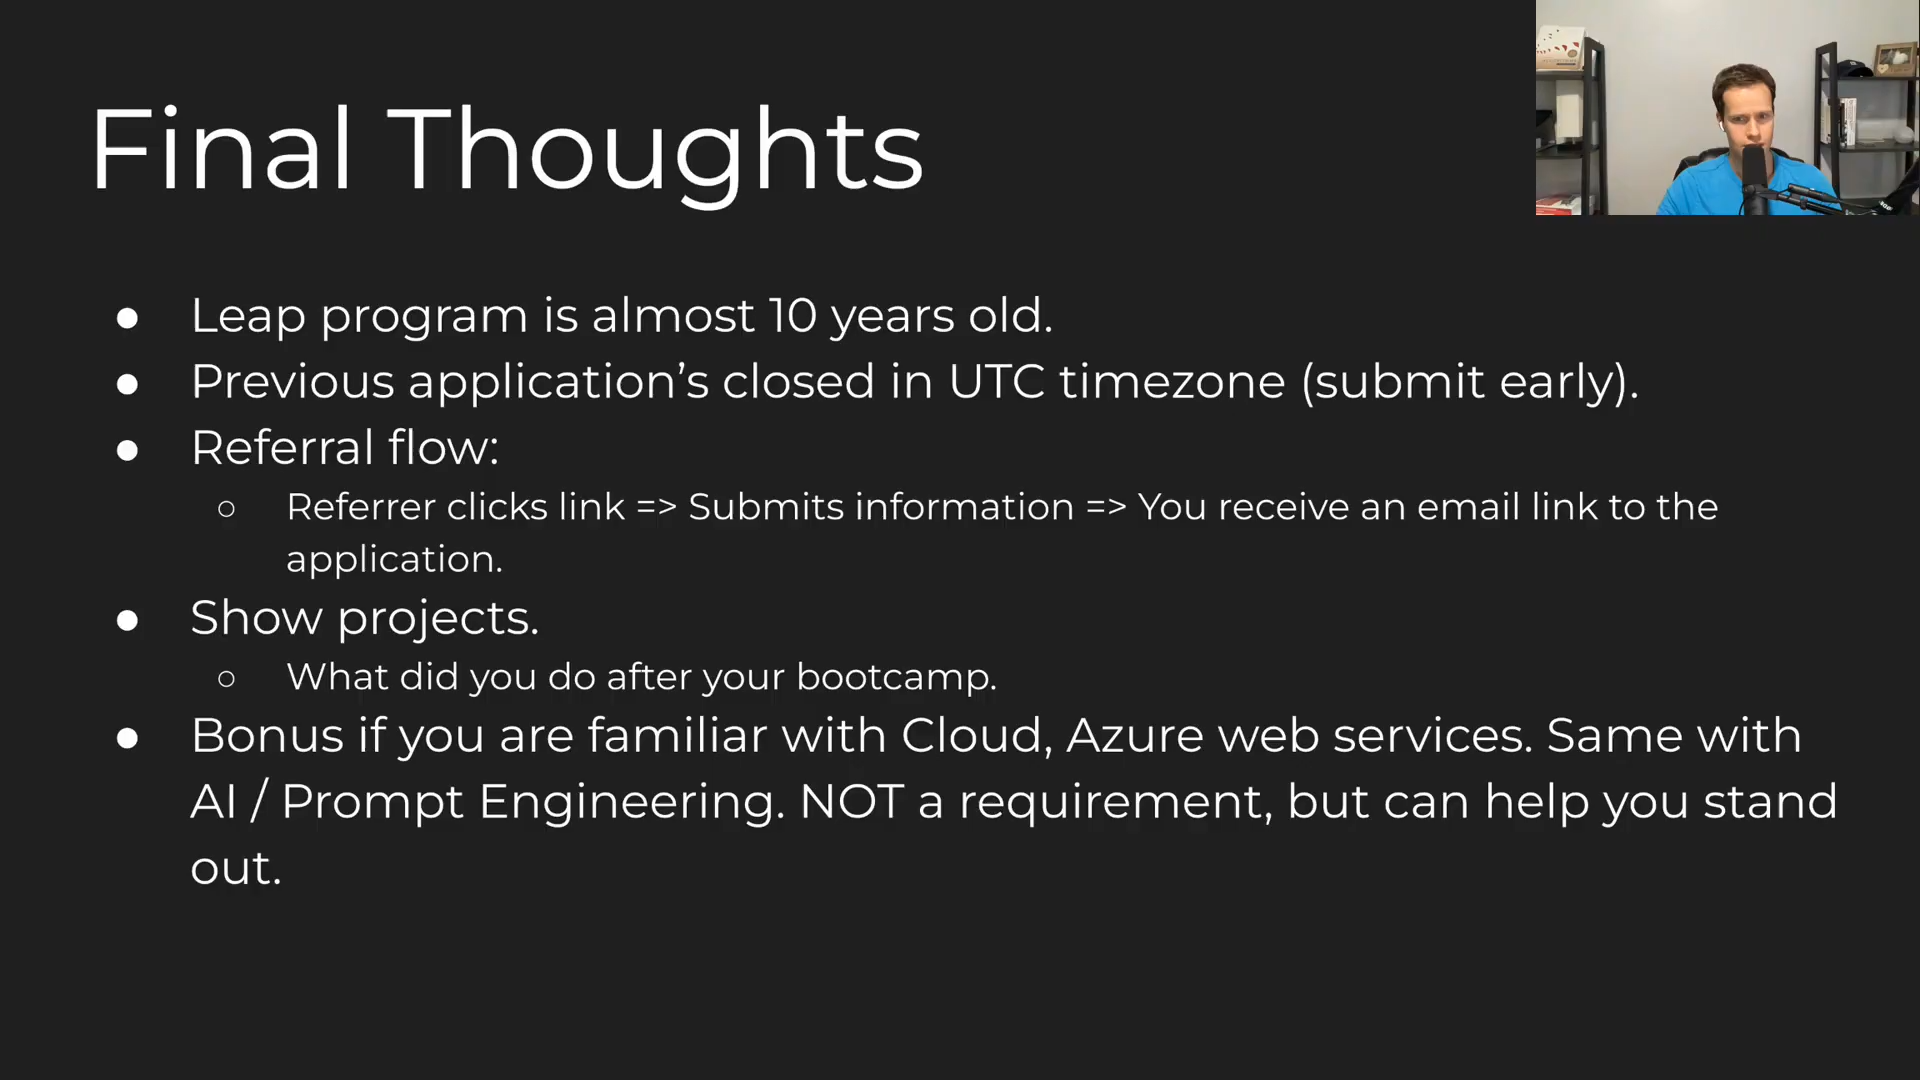 Final Thoughts
● Leap program is almost 10 years old.
● Previous application’s closed in UTC timezone (submit early).
● Referral flow:
○ Referrer clicks link => Submits information => You receive an email link to the
application.
● Show projects.
○ What did you do after your bootcamp.
● Bonus if you are familiar with Cloud, Azure web services. Same with
AI / Prompt Engineering. NOT a requirement, but can help you stand
out.